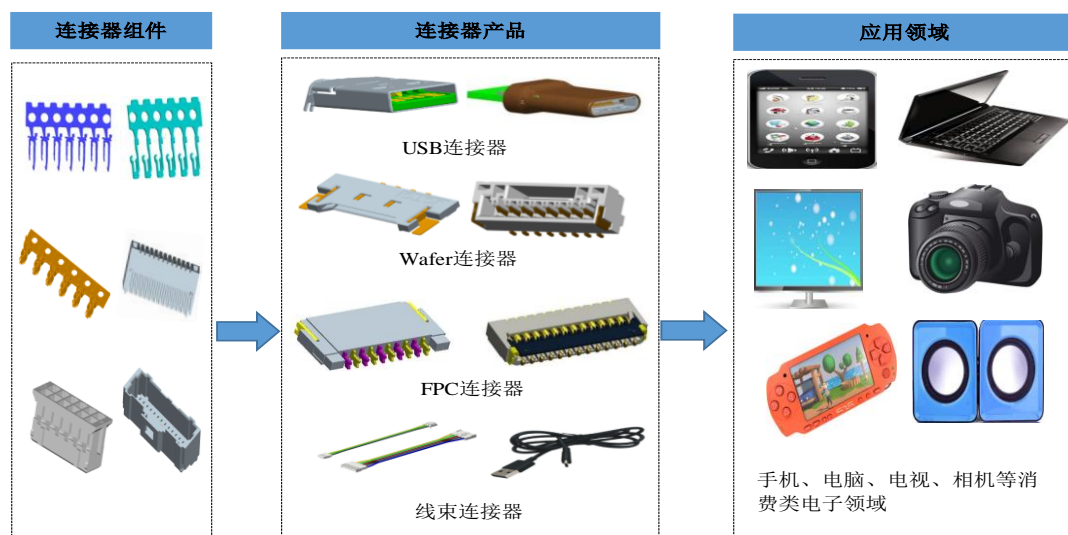 连接器组件
连接器产品
应用领域
USB连接器
Wafer连接器
FPC连接器
线束连接器
手机、电脑、电视、相机等消
费类电子领域